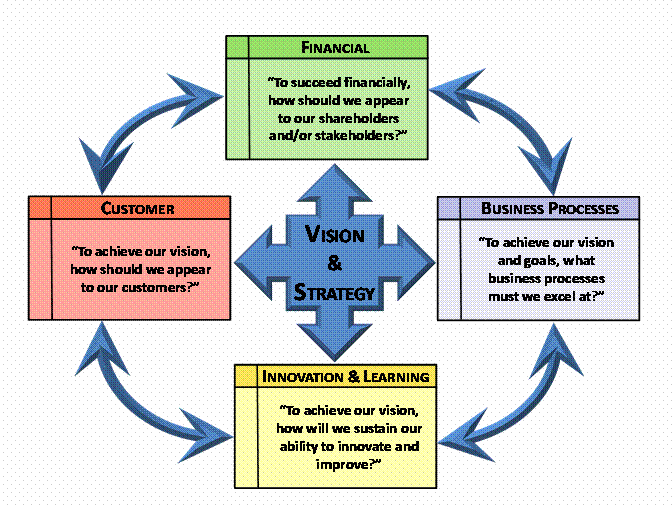 FINANCIAL
“To succeed financially,
how should we appear
to our shareholders
and/or stakeholders?”
CUSTOMER
“To achieve our vision,
how should we appear
to our customers?”
VISION
&
STRATEGY
BUSINESS PROCESSES
“To achieve our vision
and goals, what
business processes
must we excel at?”
INNOVATION & LEARNING
“To achieve our vision,
how will we sustain our
ability to innovate and
improve?”